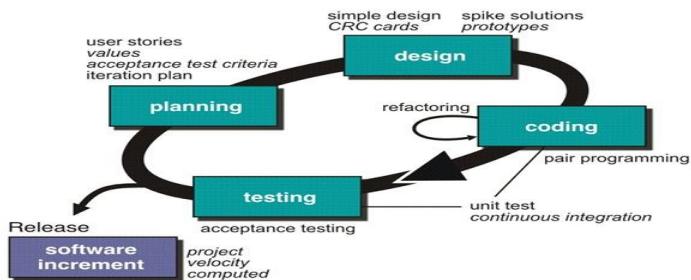 simple design
CRC cards
spike solutions
prototypes
user stories
values
acceptance test criteria
iteration plan
design
planning
refactoring
coding
pair programming
testing
unit test
continuous integration
acceptance testing
Release
software
increment
project
velocity
computed